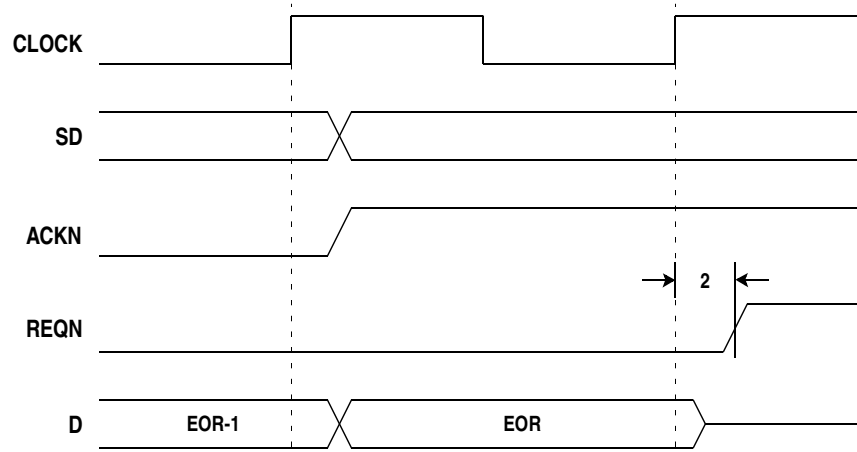 CLOCK
SD
ACKN
2
REQN
D EOR-1 EOR